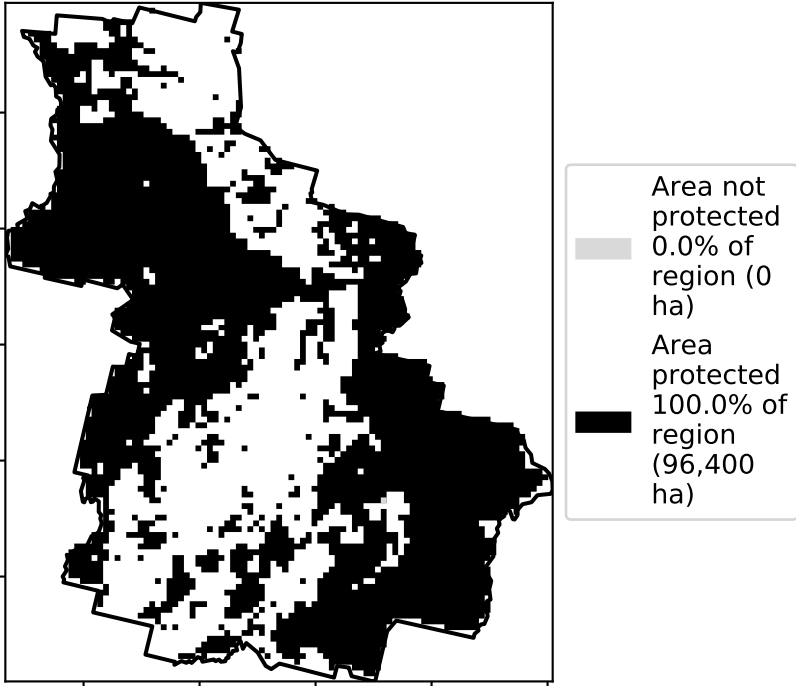 Area not
protected
0.0% of
region (0
ha)
Area
protected
100.0% of
region
(96,400
ha)